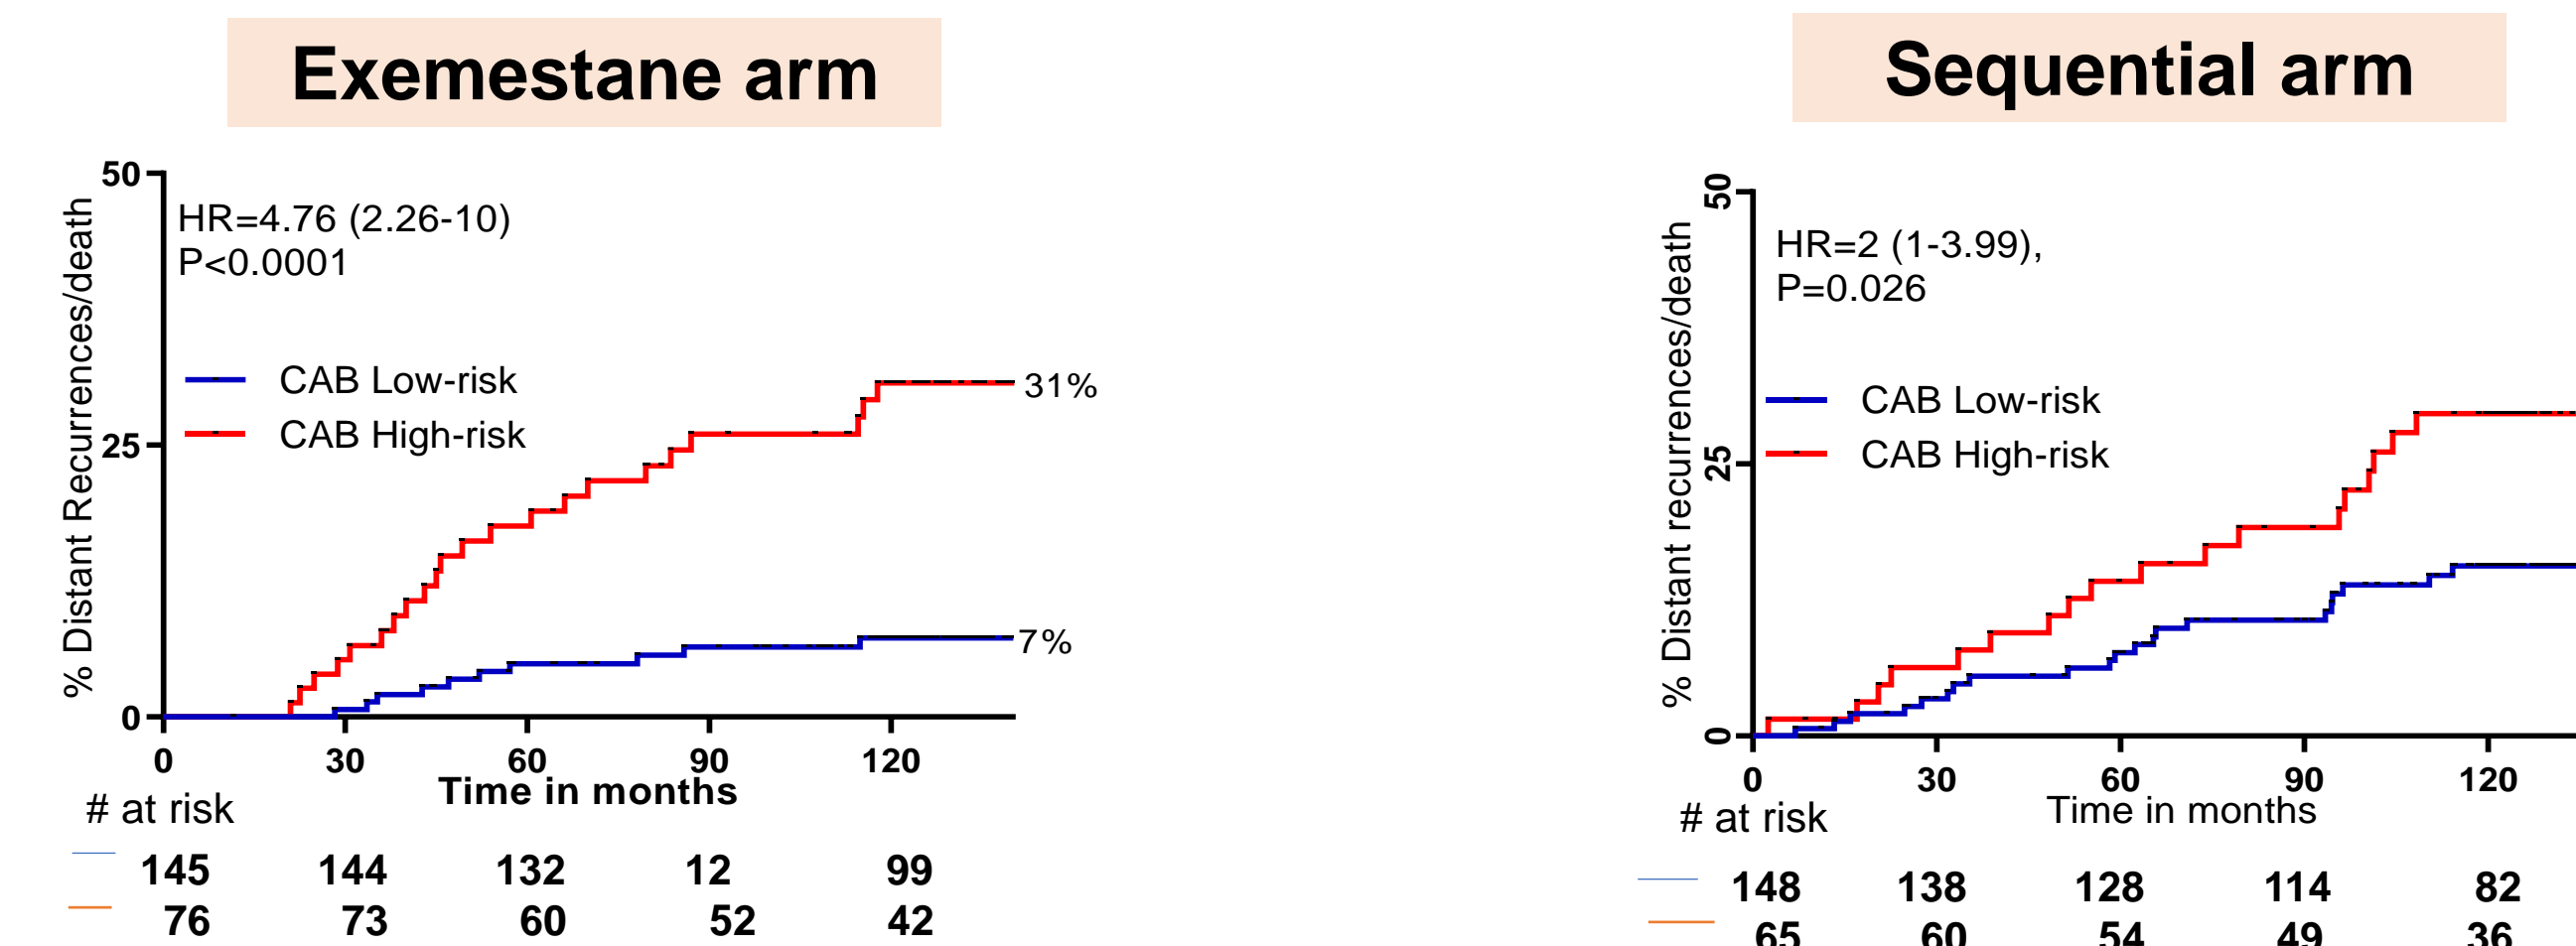 Exemestane arm
50
25
0
% Distant Recurrences/death
HR=4.76 (2.26-10)
P<0.0001
CAB Low-risk
CAB High-risk
31%
7%
0 30 60 90 120
Time in months
# at risk
145 144 132 12 99
76 73 60 52 42
Sequential arm
50
25
0
% Distant recurrences/death
HR=2 (1-3.99),
P=0.026
CAB Low-risk
CAB High-risk
0 30 60 90 120
Time in months
# at risk
148 138 128 114 82
65 60 54 49 36